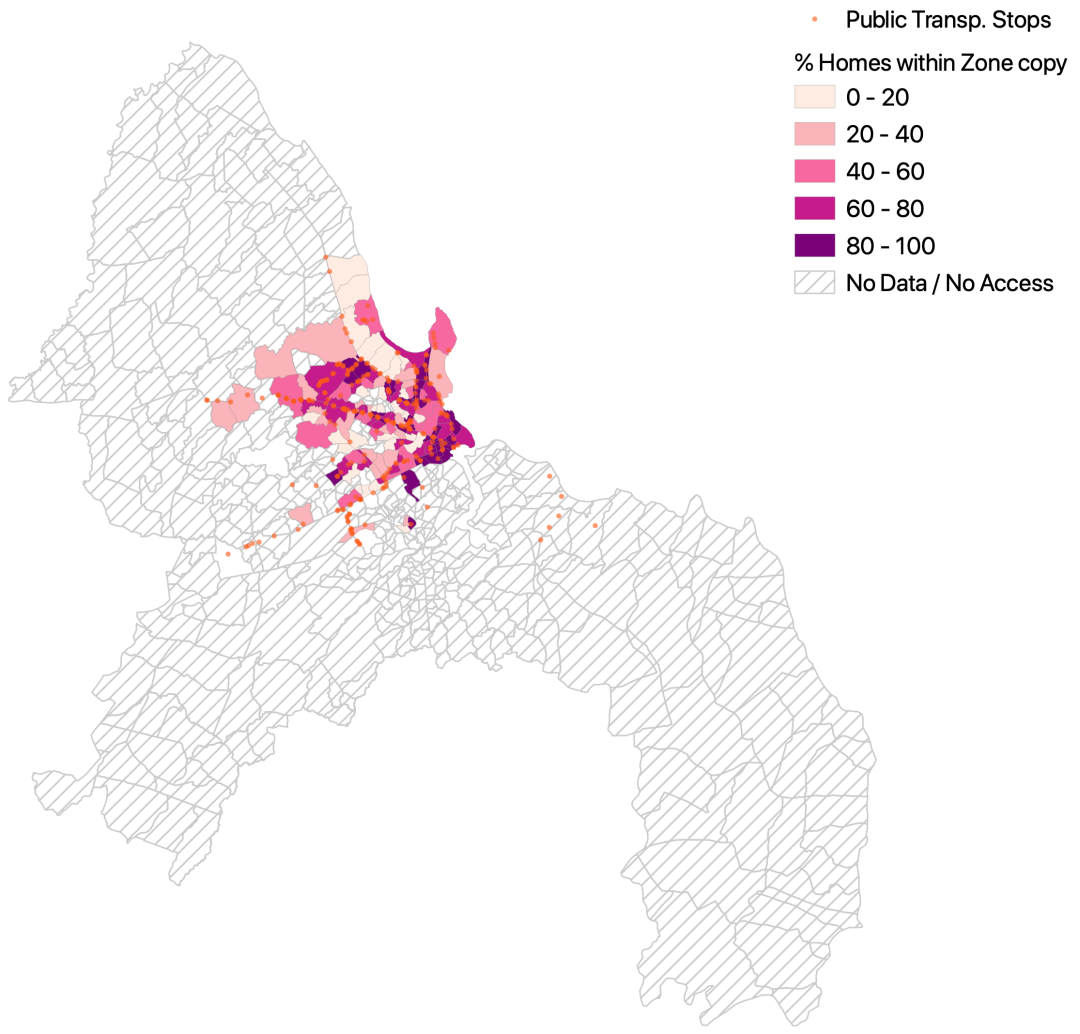 Public Transp. Stops
% Homes within Zone copy
0 - 20
20 - 40
40 - 60
60 - 80
80 - 100
No Data / No Access